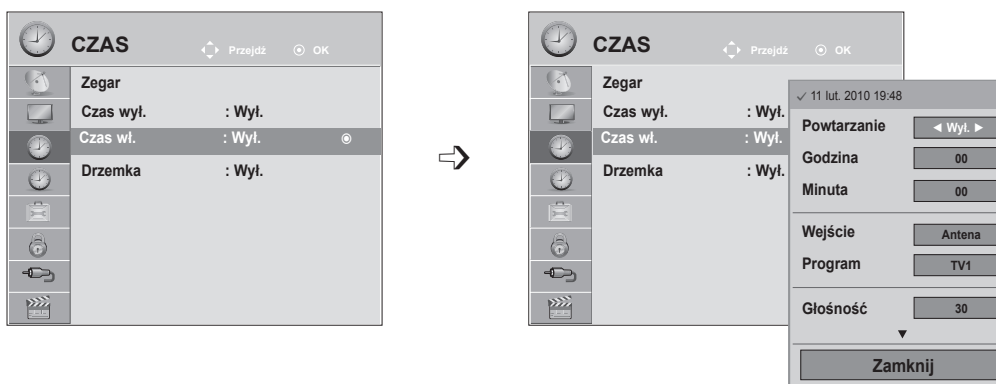 CZAS
Przejdź OK
Zegar
Czas wył. : Wył.
Czas wł. : Wył.
Drzemka : Wył.
CZAS
Przejdź OK
Zegar
Czas wył. : Wył.
Czas wł. : Wył.
Drzemka : Wył.
✓ 11 lut. 2010 19:48
Powtarzanie ◄ Wył. ►
Godzina 00
Minuta 00
Wejście Antena
Program TV1
Głośność 30
▼
Zamknij